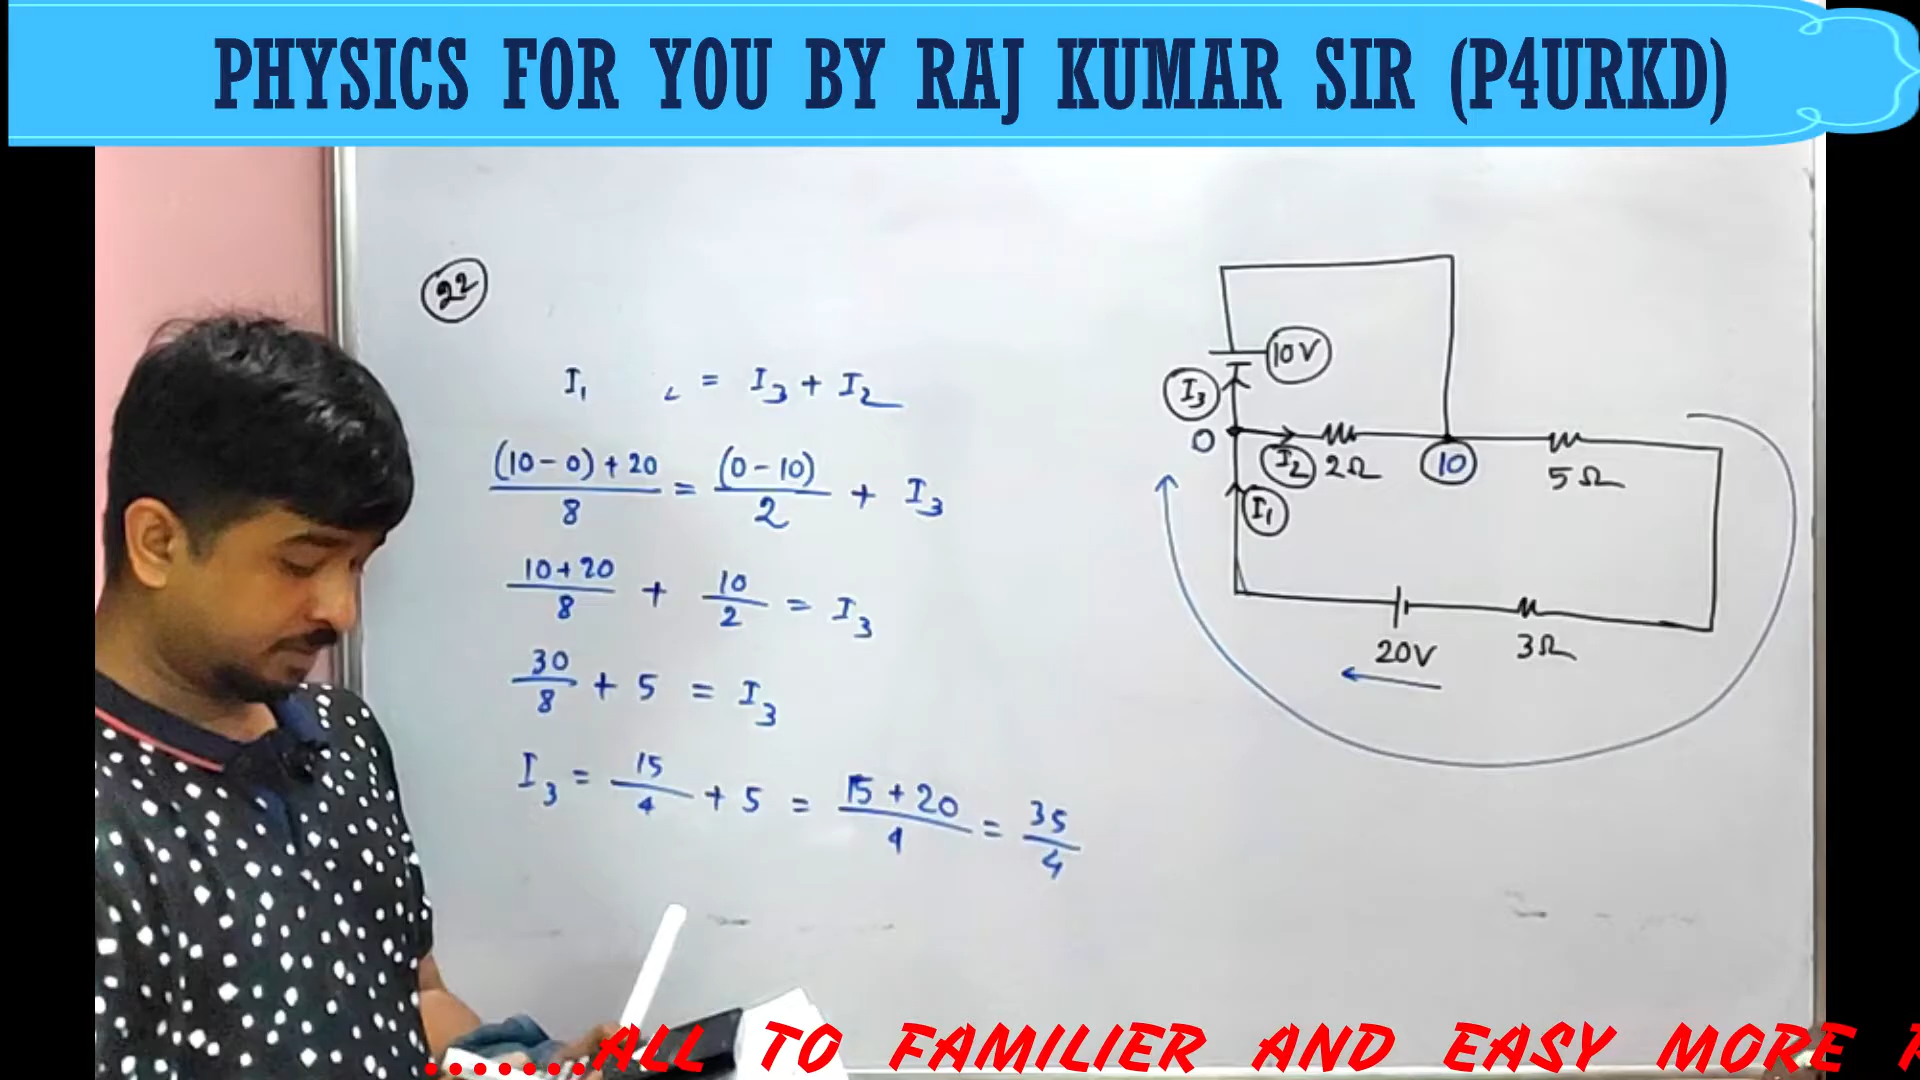 PHYSICS FOR YOU BY RAJ KUMAR SIR (P4URKD)
22
I₁ = I₃ + I₂
(10 - 0) + 20 / 8 = (0 - 10) / 2 + I₃
10 + 20 / 8 + 10 / 2 = I₃
30 / 8 + 5 = I₃
I₃ = 15 / 4 + 5 = 15 + 20 / 4 = 35 / 4
10V
I₃
0
I₂ 2Ω 10 5Ω
I₁
20V 3Ω
.......ALL TO FAMILIER AND EASY MORE